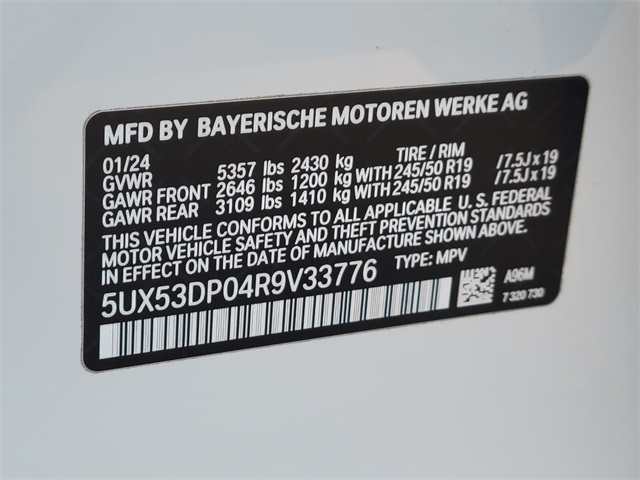 MFD BY BAYERISCHE MOTOREN WERKE AG
01/24 TIRE / RIM
GVWR 5357 lbs 2430 kg
GAWR FRONT 2646 lbs 1200 kg WITH 245/50 R19 /7.5J x 19
GAWR REAR 3109 lbs 1410 kg WITH 245/50 R19 /7.5J x 19
THIS VEHICLE CONFORMS TO ALL APPLICABLE U. S. FEDERAL
MOTOR VEHICLE SAFETY AND THEFT PREVENTION STANDARDS
IN EFFECT ON THE DATE OF MANUFACTURE SHOWN ABOVE.
5UX53DP04R9V33776 TYPE: MPV
A96M
7 320 730